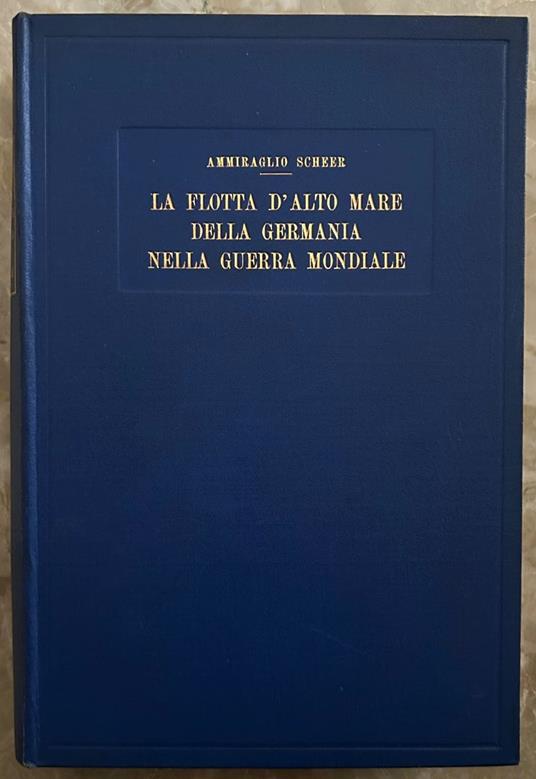 AMMIRAGLIO SCHEER
LA FLOTTA D'ALTO MARE
DELLA GERMANIA
NELLA GUERRA MONDIALE